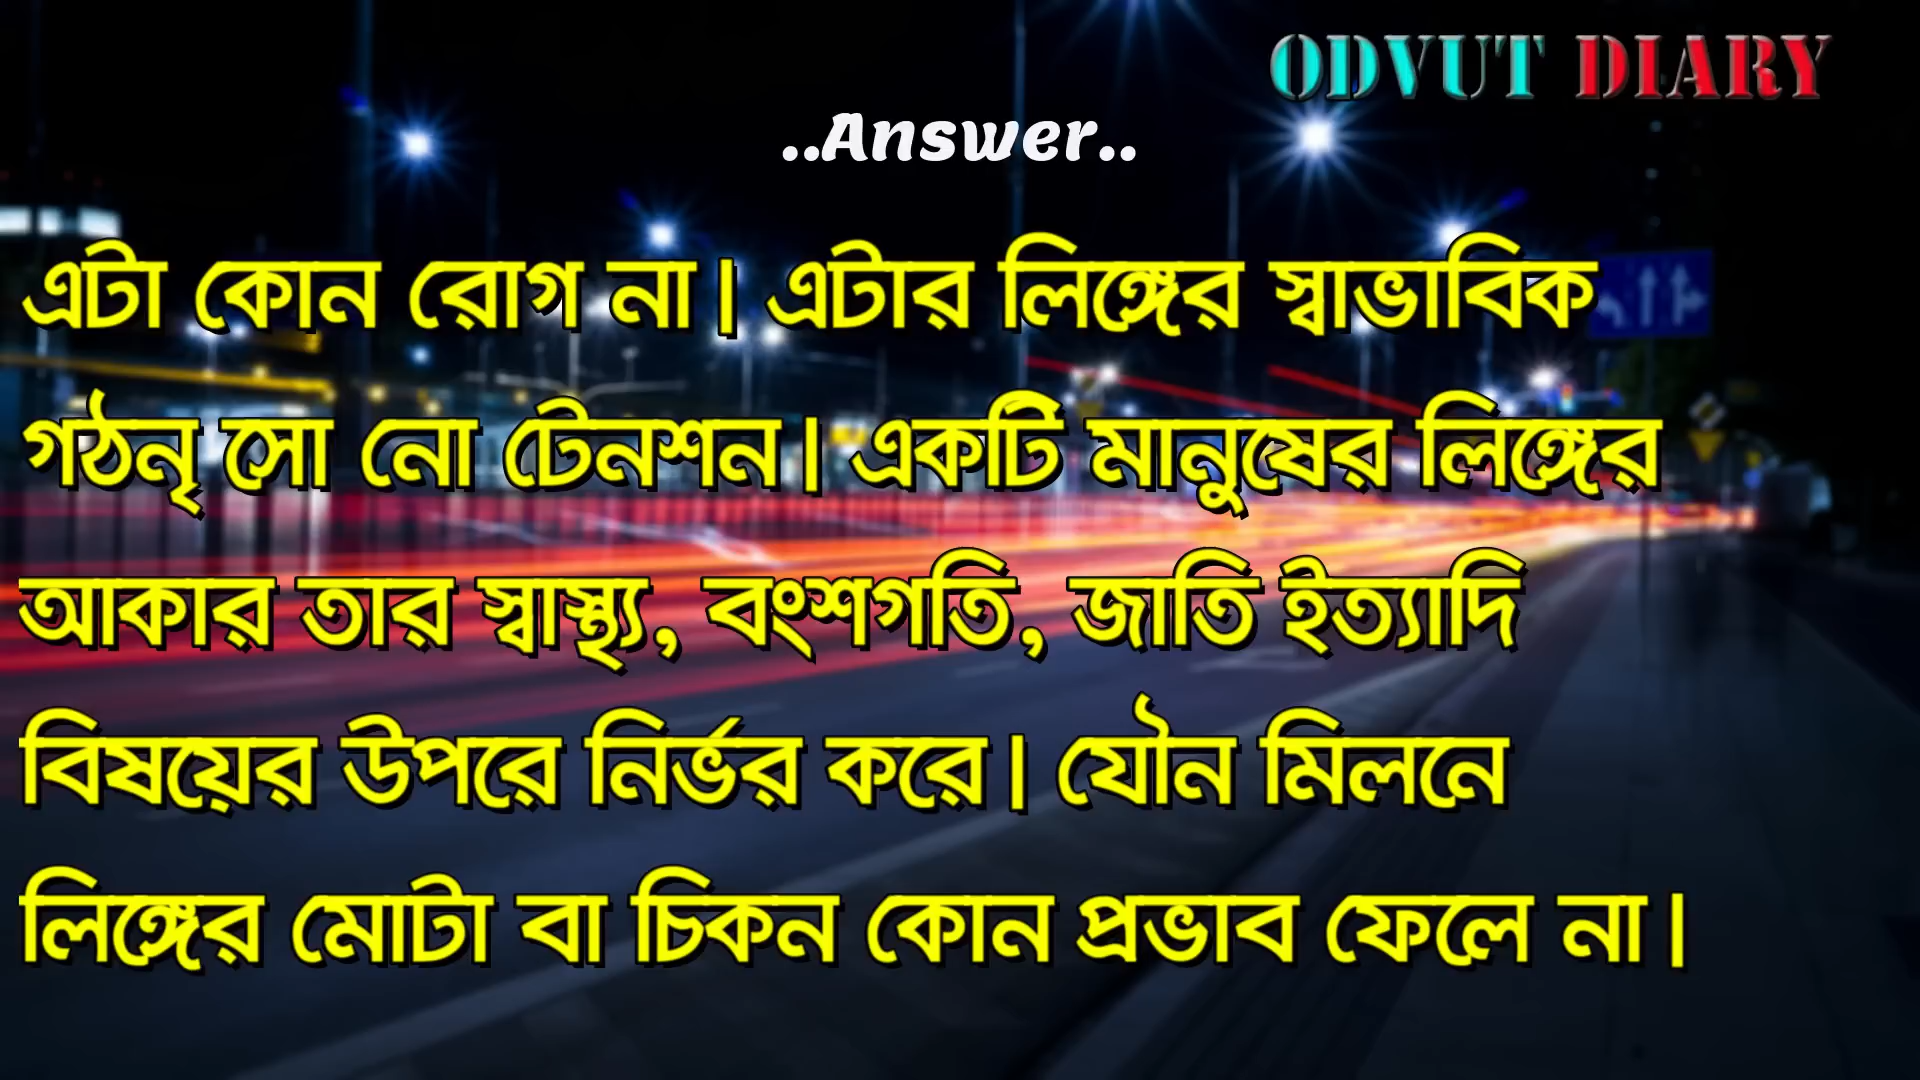 ODVUT DIARY
..Answer..
এটা কোন রোগ না। এটার লিঙ্গের স্বাভাবিক
গঠনৃ সো নো টেনশন। একটি মানুষের লিঙ্গের
আকার তার স্বাস্থ্য, বংশগতি, জাতি ইত্যাদি
বিষয়ের উপরে নির্ভর করে। যৌন মিলনে
লিঙ্গের মোটা বা চিকন কোন প্রভাব ফেলে না।